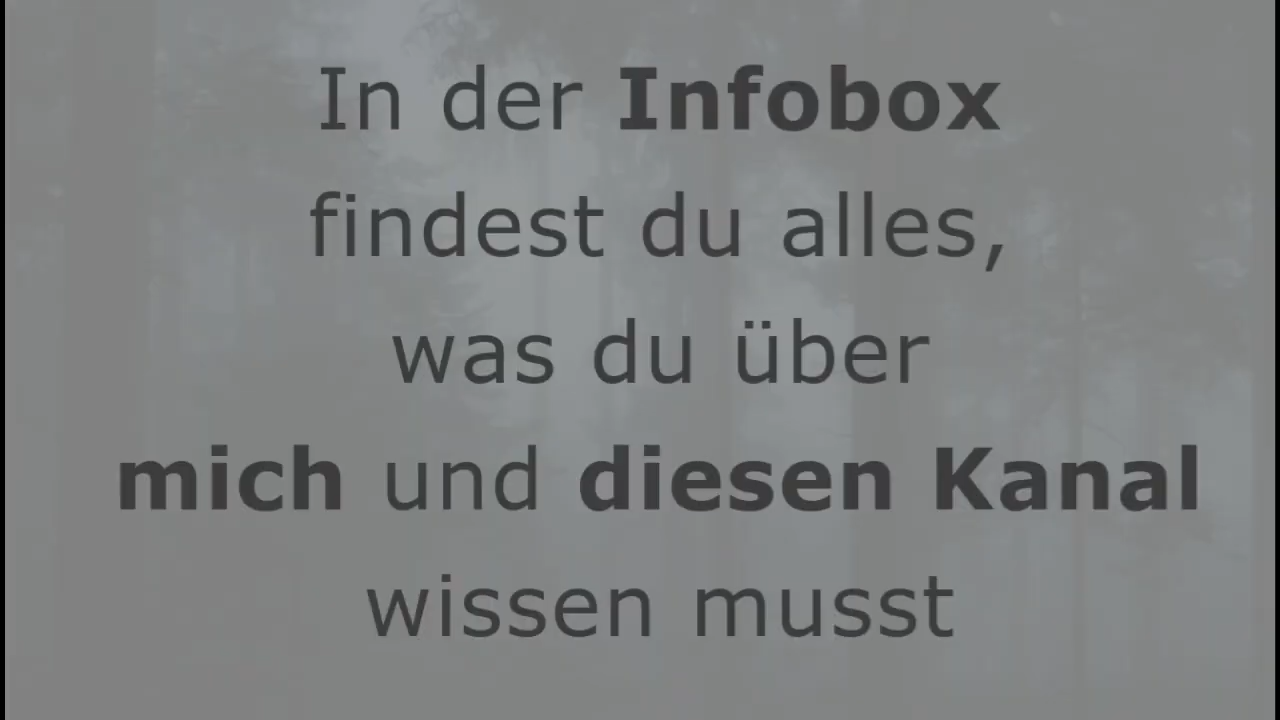 In der Infobox
findest du alles,
was du über
mich und diesen Kanal
wissen musst